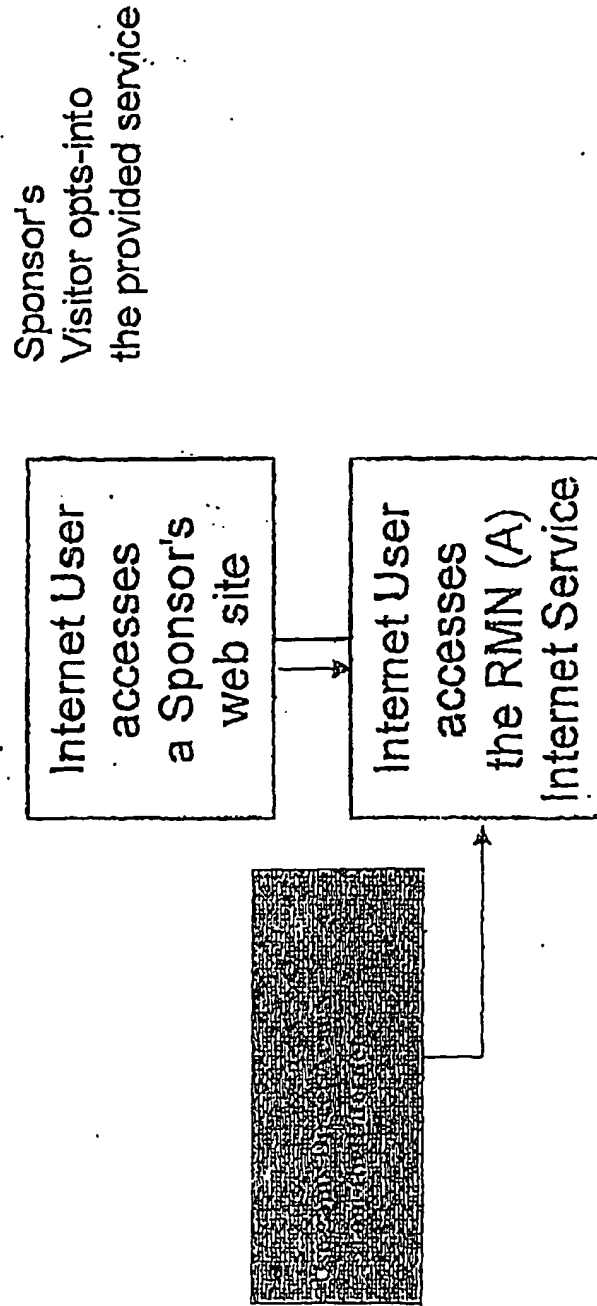 Sponsor's
Visitor opts-into
the provided service
Internet User
accesses
a Sponsor's
web site
Internet User
accesses
the RMN (A)
Internet Service